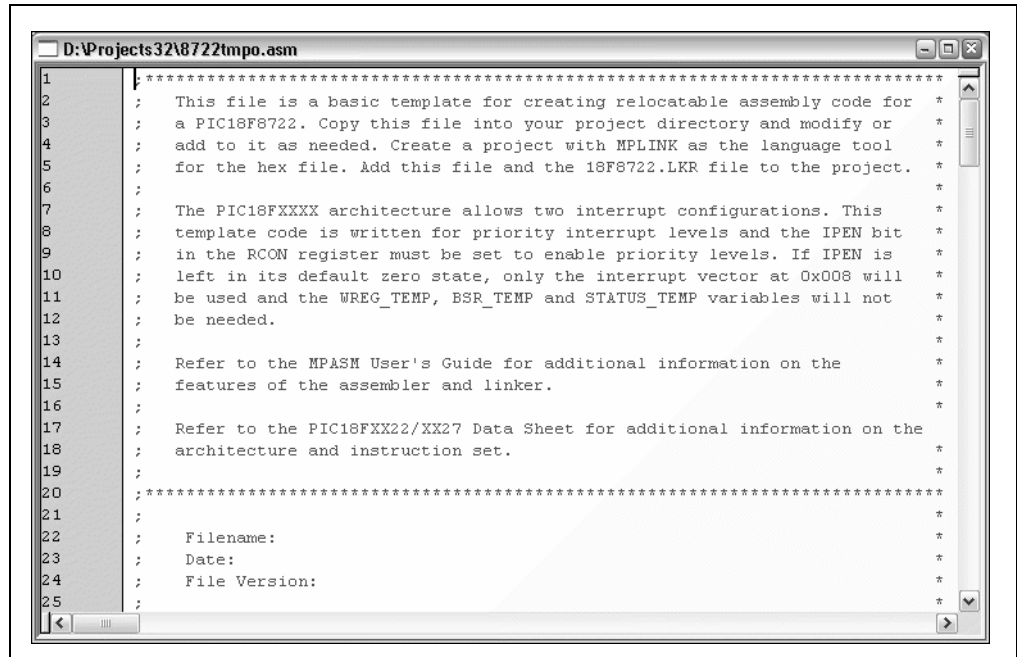 D:\Projects32\8722tmpo.asm
1 ;******************************************************************************
2 ;   This file is a basic template for creating relocatable assembly code for  *
3 ;   a PIC18F8722. Copy this file into your project directory and modify or    *
4 ;   add to it as needed. Create a project with MPLINK as the language tool    *
5 ;   for the hex file. Add this file and the 18F8722.LKR file to the project.  *
6 ;                                                                             *
7 ;   The PIC18FXXXX architecture allows two interrupt configurations. This     *
8 ;   template code is written for priority interrupt levels and the IPEN bit   *
9 ;   in the RCON register must be set to enable priority levels. If IPEN is    *
10 ;   left in its default zero state, only the interrupt vector at 0x008 will   *
11 ;   be used and the WREG_TEMP, BSR_TEMP and STATUS_TEMP variables will not    *
12 ;   be needed.                                                                *
13 ;                                                                             *
14 ;   Refer to the MPASM User's Guide for additional information on the         *
15 ;   features of the assembler and linker.                                     *
16 ;                                                                             *
17 ;   Refer to the PIC18FXX22/XX27 Data Sheet for additional information on the
18 ;   architecture and instruction set.                                         *
19 ;                                                                             *
20 ;******************************************************************************
21 ;                                                                             *
22 ;    Filename:                                                                *
23 ;    Date:                                                                    *
24 ;    File Version:                                                            *
25 ;                                                                             *